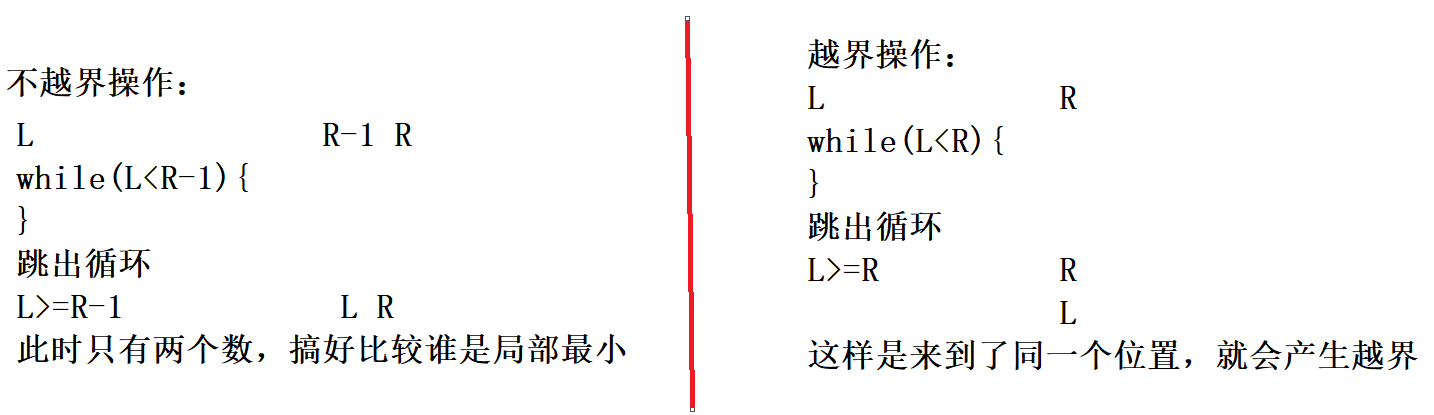 不越界操作：
L R-1 R
while(L<R-1){
}
跳出循环
L>=R-1 L R
此时只有两个数，搞好比较谁是局部最小
越界操作：
L R
while(L<R){
}
跳出循环
L>=R R
L
这样是来到了同一个位置，就会产生越界